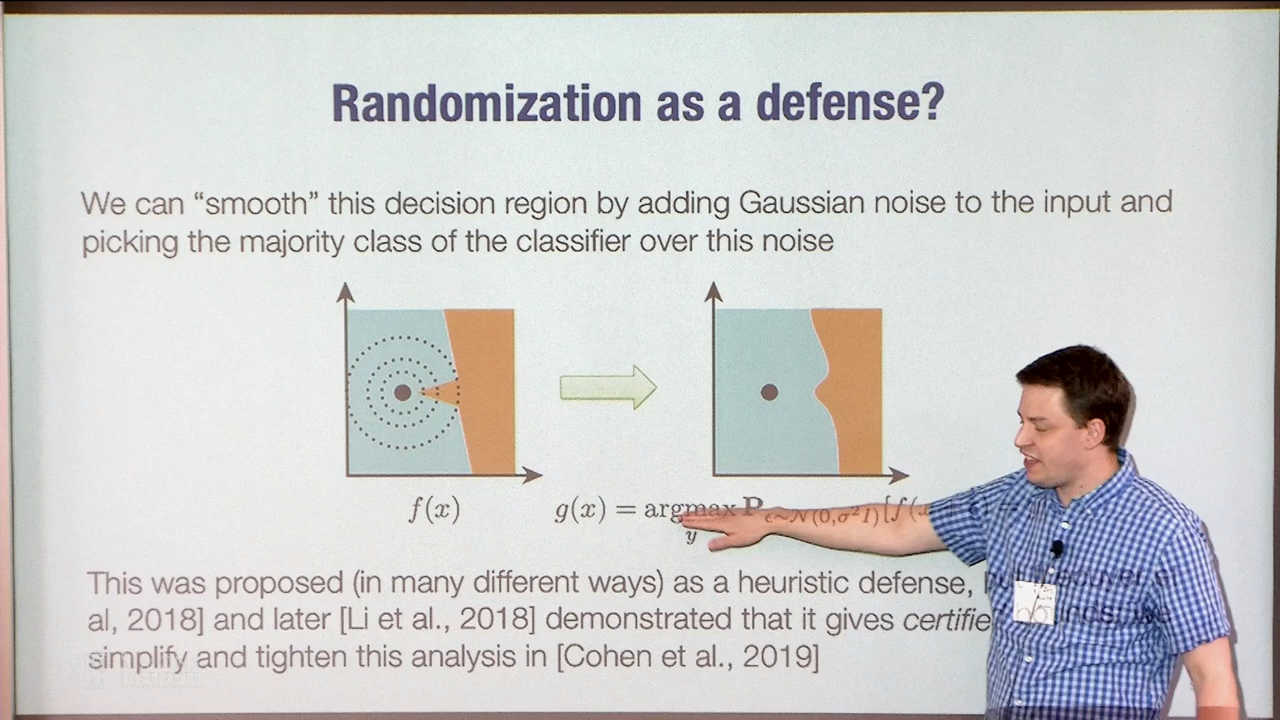 Randomization as a defense?
We can “smooth” this decision region by adding Gaussian noise to the input and
picking the majority class of the classifier over this noise
f(x)
g(x) = argmax P ϵ∼𝒩(0,σ²I) [f(
y
This was proposed (in many different ways) as a heuristic defense,
al, 2018] and later [Li et al., 2018] demonstrated that it gives
simplify and tighten this analysis in [Cohen et al., 2019]